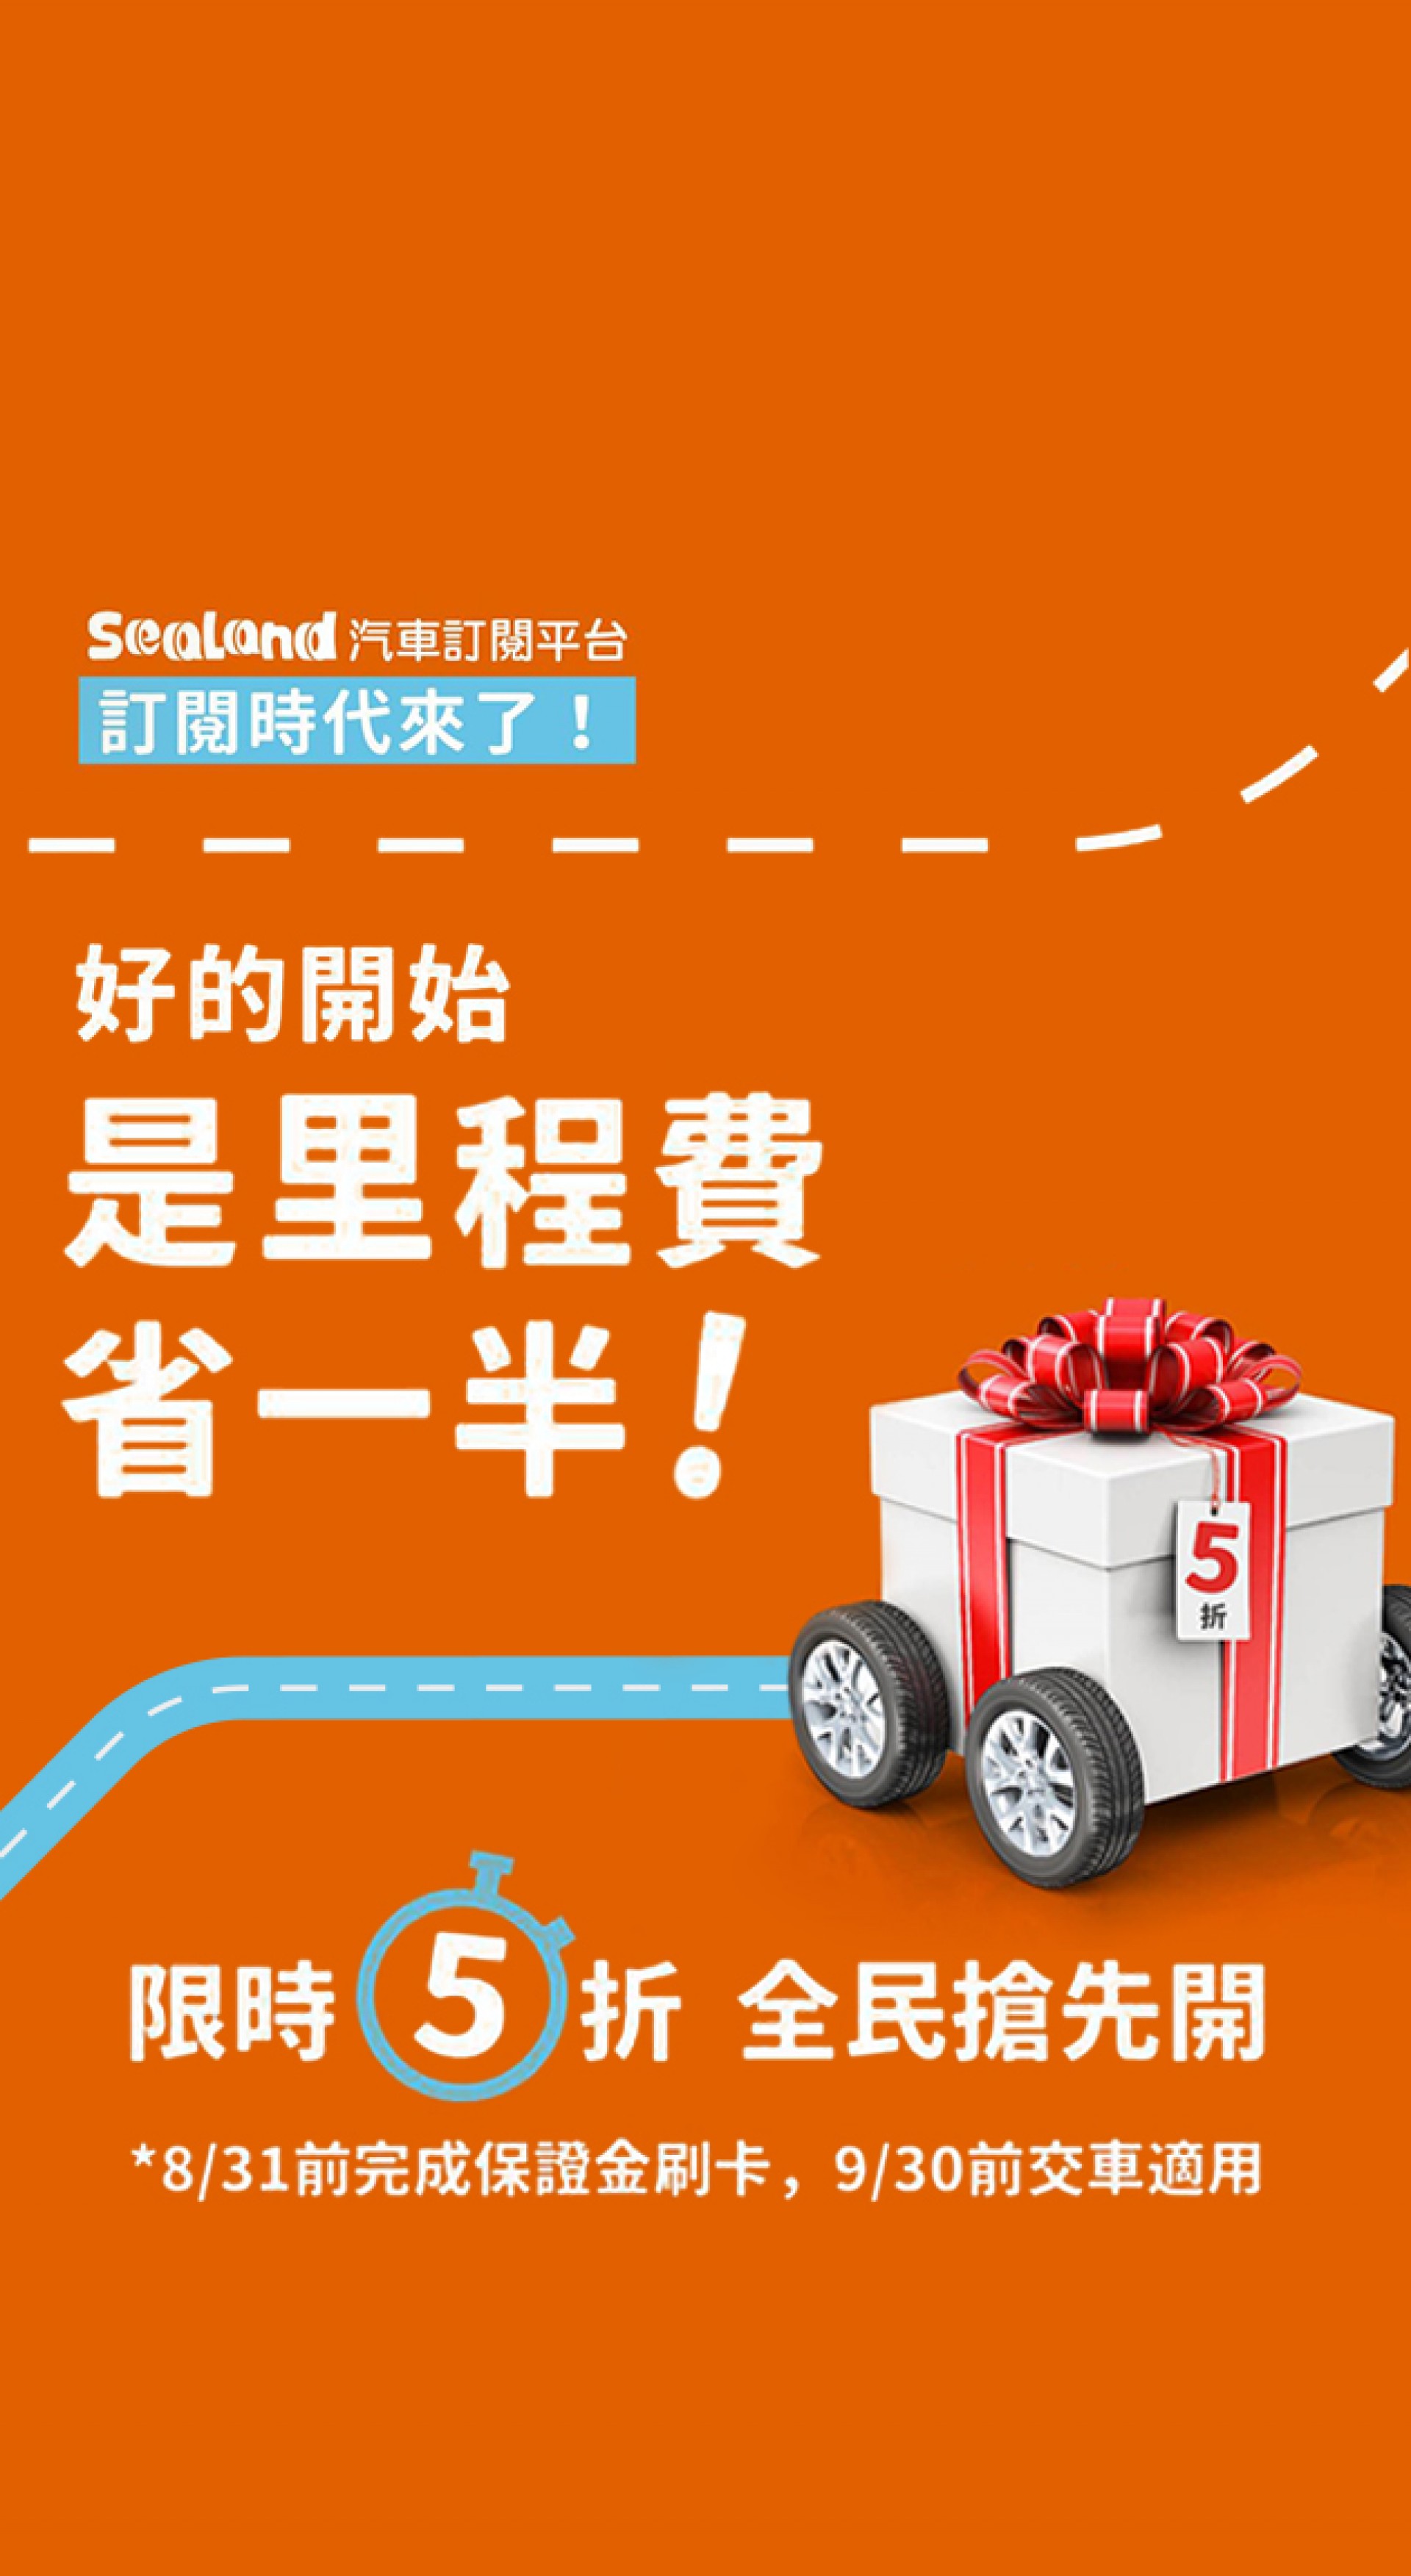 Sealand 汽車訂閱平台
訂閱時代來了！
好的開始
是里程費
省一半！
5
折
限時5折 全民搶先開
*8/31前完成保證金刷卡，9/30前交車適用